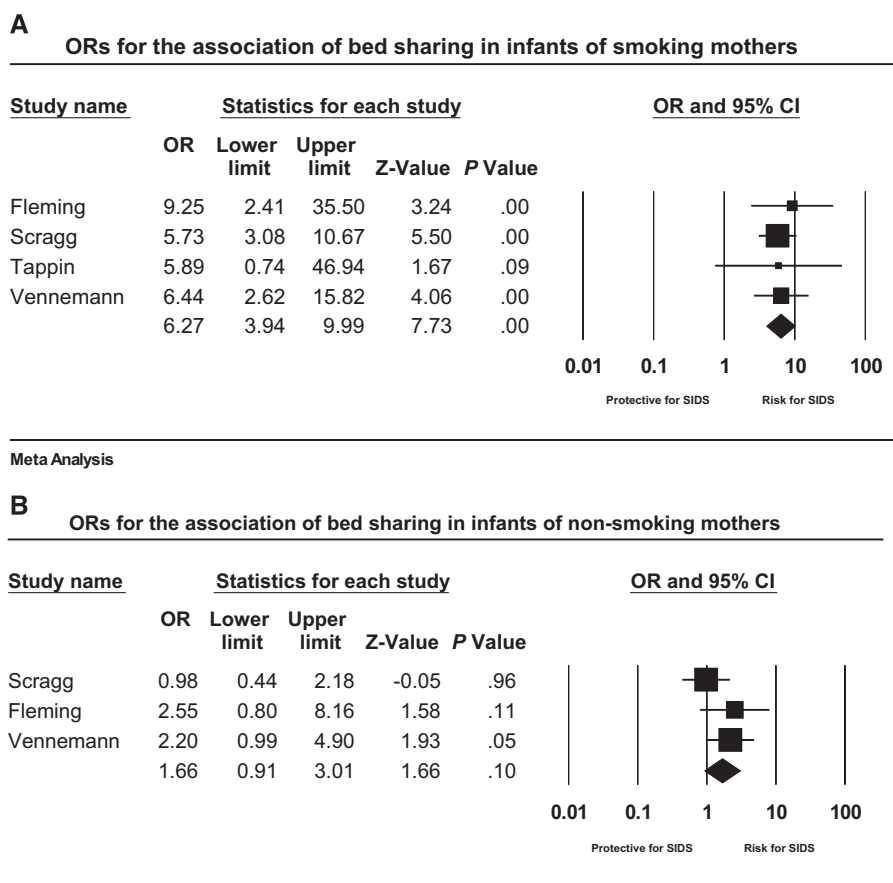 A
ORs for the association of bed sharing in infants of smoking mothers
Study name Statistics for each study OR and 95% CI
OR Lower limit Upper limit Z-Value P Value
Fleming 9.25 2.41 35.50 3.24 .00
Scragg 5.73 3.08 10.67 5.50 .00
Tappin 5.89 0.74 46.94 1.67 .09
Vennemann 6.44 2.62 15.82 4.06 .00
6.27 3.94 9.99 7.73 .00
0.01 0.1 1 10 100
Protective for SIDS Risk for SIDS
Meta Analysis
B
ORs for the association of bed sharing in infants of non-smoking mothers
Study name Statistics for each study OR and 95% CI
OR Lower limit Upper limit Z-Value P Value
Scragg 0.98 0.44 2.18 -0.05 .96
Fleming 2.55 0.80 8.16 1.58 .11
Vennemann 2.20 0.99 4.90 1.93 .05
1.66 0.91 3.01 1.66 .10
0.01 0.1 1 10 100
Protective for SIDS Risk for SIDS